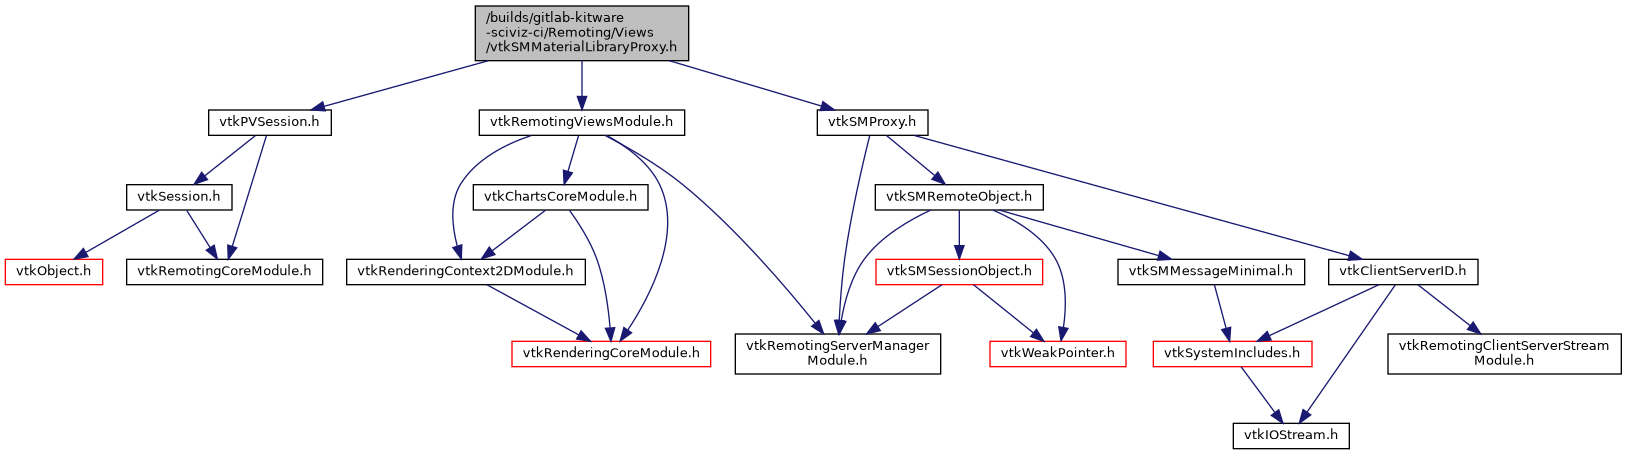 /builds/gitlab-kitware
-sciviz-ci/Remoting/Views
/vtkSMMaterialLibraryProxy.h
vtkPVSession.h
vtkRemotingViewsModule.h
vtkSMProxy.h
vtkSession.h
vtkChartsCoreModule.h
vtkSMRemoteObject.h
vtkObject.h
vtkRemotingCoreModule.h
vtkRenderingContext2DModule.h
vtkSMSessionObject.h
vtkSMMessageMinimal.h
vtkClientServerID.h
vtkRenderingCoreModule.h
vtkRemotingServerManager
Module.h
vtkWeakPointer.h
vtkSystemIncludes.h
vtkRemotingClientServerStream
Module.h
vtkIOStream.h